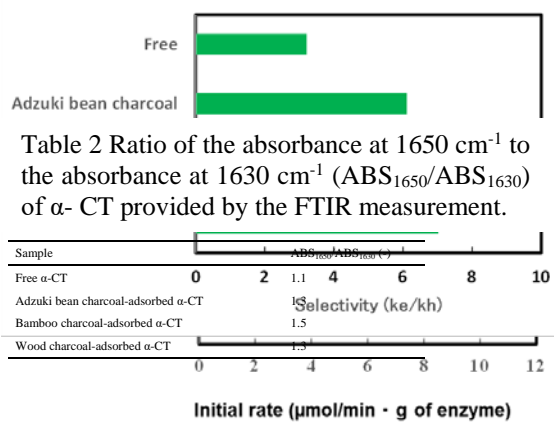 Free
Adzuki bean charcoal
Table 2 Ratio of the absorbance at 1650 cm⁻¹ to
the absorbance at 1630 cm⁻¹ (ABS₁₆₅₀/ABS₁₆₃₀)
of α- CT provided by the FTIR measurement.
Sample ABS₁₆₅₀/ABS₁₆₃₀ (-)
Free α-CT 1.1
0 2 4 6 8 10
Adzuki bean charcoal-adsorbed α-CT
Selectivity (ke/kh)
Bamboo charcoal-adsorbed α-CT 1.5
Wood charcoal-adsorbed α-CT 1.3
0 2 4 6 8 10 12
Initial rate (μmol/min・g of enzyme)